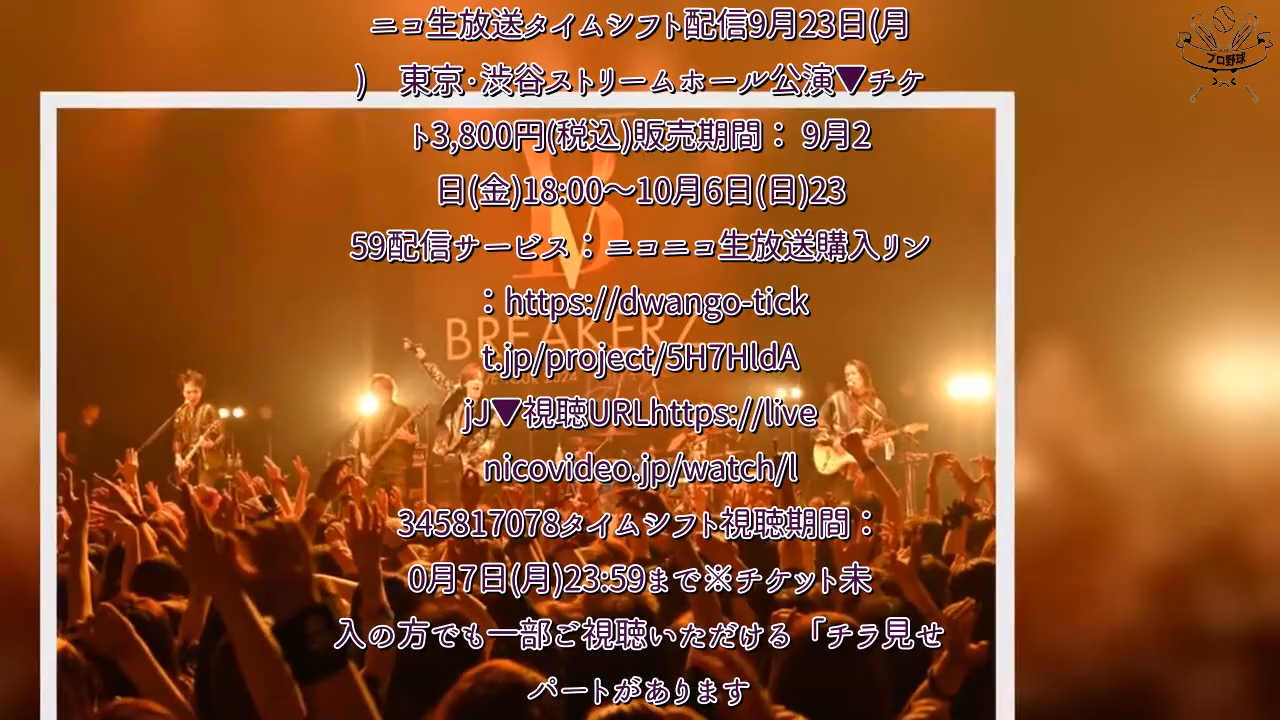 ニコ生放送タイムシフト配信9月23日(月
)　東京・渋谷ストリームホール公演▼チケ
ト3,800円(税込)販売期間： 9月2
日(金)18:00〜10月6日(日)23
59配信サービス：ニコニコ生放送購入リン
：https://dwango-tick
t.jp/project/5H7HldA
jJ▼視聴URLhttps://live
nicovideo.jp/watch/l
345817078タイムシフト視聴期間：
0月7日(月)23:59まで※チケット未
入の方でも一部ご視聴いただける「チラ見せ
パートがあります
プロ野球
BREAKERZ